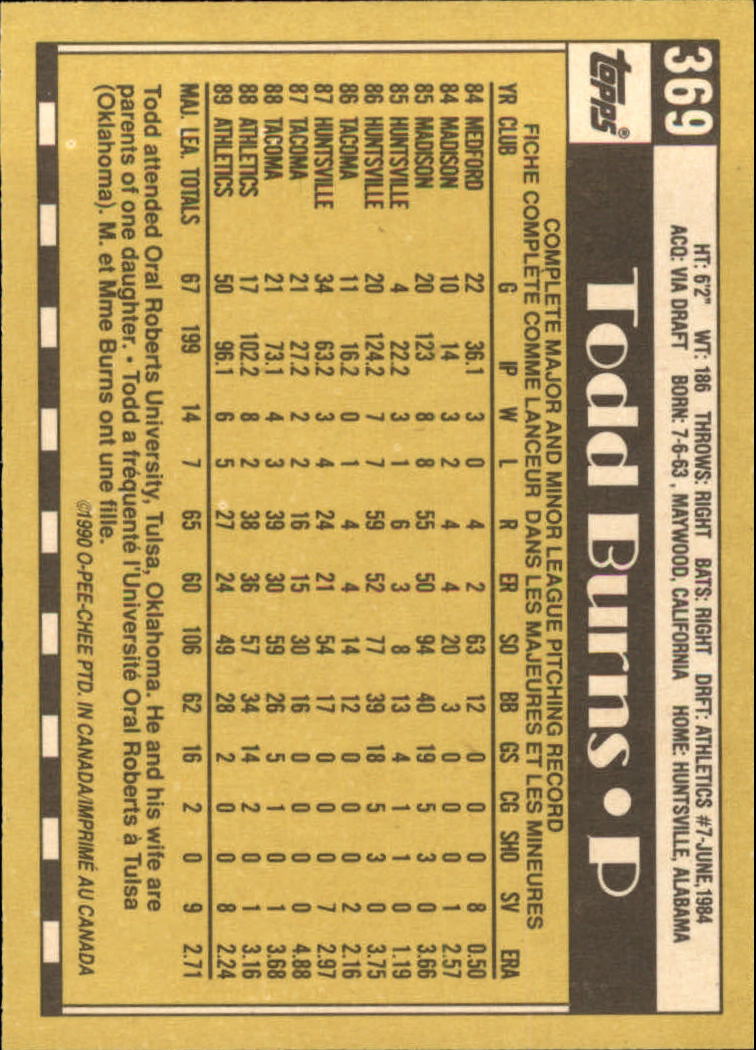 369
HT: 6'2" WT: 186 THROWS: RIGHT BATS: RIGHT DRFT: ATHLETICS #7-JUNE, 1984
ACQ: VIA DRAFT BORN: 7-6-63, MAYWOOD, CALIFORNIA HOME: HUNTSVILLE, ALABAMA
topps®
Todd Burns • P
COMPLETE MAJOR AND MINOR LEAGUE PITCHING RECORD
FICHE COMPLÈTE COMME LANCEUR DANS LES MAJEURES ET LES MINEURES
YR CLUB G IP W L R ER SO BB GS CG SHO SV ERA
84 MEDFORD 22 36.1 3 0 4 2 63 12 0 0 0 8 0.50
84 MADISON 10 14 3 2 4 4 20 3 0 0 0 1 2.57
85 MADISON 20 123 8 8 55 50 94 40 19 5 3 0 3.66
85 HUNTSVILLE 4 22.2 3 1 6 3 8 13 4 1 1 0 1.19
86 HUNTSVILLE 20 124.2 7 7 59 52 77 39 18 5 3 0 3.75
86 TACOMA 11 16.2 0 1 4 4 14 12 0 0 0 2 2.16
87 HUNTSVILLE 34 63.2 3 4 24 21 54 17 0 0 0 7 2.97
87 TACOMA 21 27.2 2 2 16 15 30 16 0 0 0 0 4.88
88 TACOMA 21 73.1 4 3 39 30 59 26 5 1 0 1 3.68
88 ATHLETICS 17 102.2 8 2 38 36 57 34 14 2 0 1 3.16
89 ATHLETICS 50 96.1 6 5 27 24 49 28 2 0 0 8 2.24
MAJ. LEA. TOTALS 67 199 14 7 65 60 106 62 16 2 0 9 2.71
Todd attended Oral Roberts University, Tulsa, Oklahoma. He and his wife are
parents of one daughter. • Todd a fréquenté l'Université Oral Roberts à Tulsa
(Oklahoma). M. et Mme Burns ont une fille.
©1990 O-PEE-CHEE PTD. IN CANADA/IMPRIMÉ AU CANADA